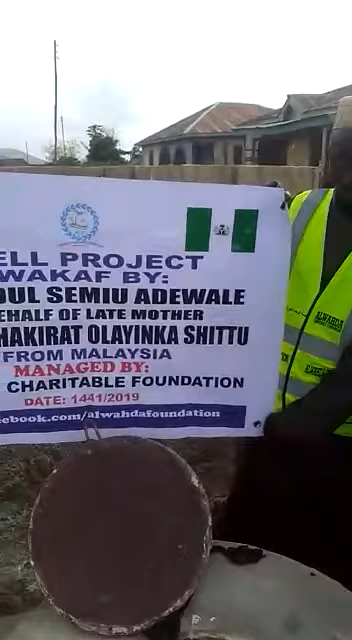 ELL PROJECT
WAKAF BY:
DUL SEMIU ADEWALE
EHALF OF LATE MOTHER
HAKIRAT OLAYINKA SHITTU
FROM MALAYSIA
MANAGED BY:
CHARITABLE FOUNDATION
DATE: 1441/2019
ebook.com/alwahdafoundation
ALWAHDA